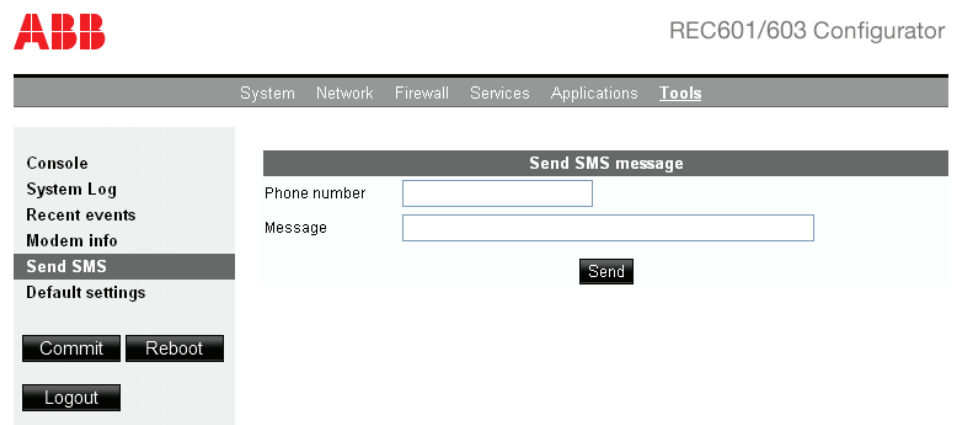 ABB
REC601/603 Configurator
System Network Firewall Services Applications Tools
Console
System Log
Recent events
Modem info
Send SMS
Default settings
Commit Reboot
Logout
Send SMS message
Phone number
Message
Send